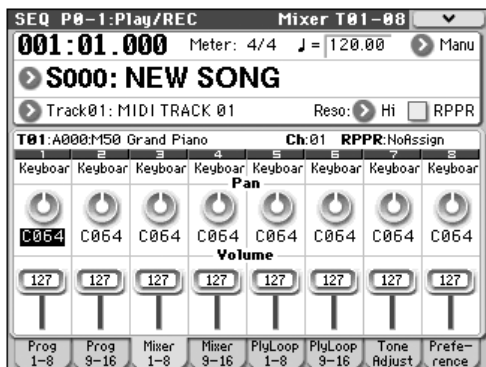 SEQ P0-1:Play/REC Mixer T01-08
001:01.000 Meter: 4/4 ♩= 120.00 Manu
S000: NEW SONG
Track01: MIDI TRACK 01 Reso: Hi RPPR
T01:A000:M50 Grand Piano Ch:01 RPPR:NoAssign
1 2 3 4 5 6 7 8
Keyboar Keyboar Keyboar Keyboar Keyboar Keyboar Keyboar Keyboar
Pan
C064 C064 C064 C064 C064 C064 C064 C064
Volume
127 127 127 127 127 127 127 127
Prog 1-8 Prog 9-16 Mixer 1-8 Mixer 9-16 PlyLoop 1-8 PlyLoop 9-16 Tone Adjust Prefe-rence